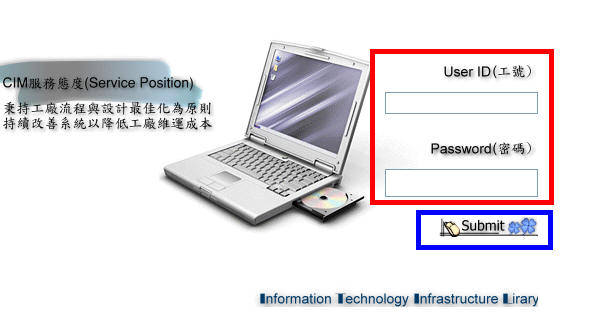 User ID(工號)
CIM服務態度(Service Position)
秉持工廠流程與設計最佳化為原則
持續改善系統以降低工廠維運成本
Password(密碼)
Submit
Information Technology Infrastructure Lirary